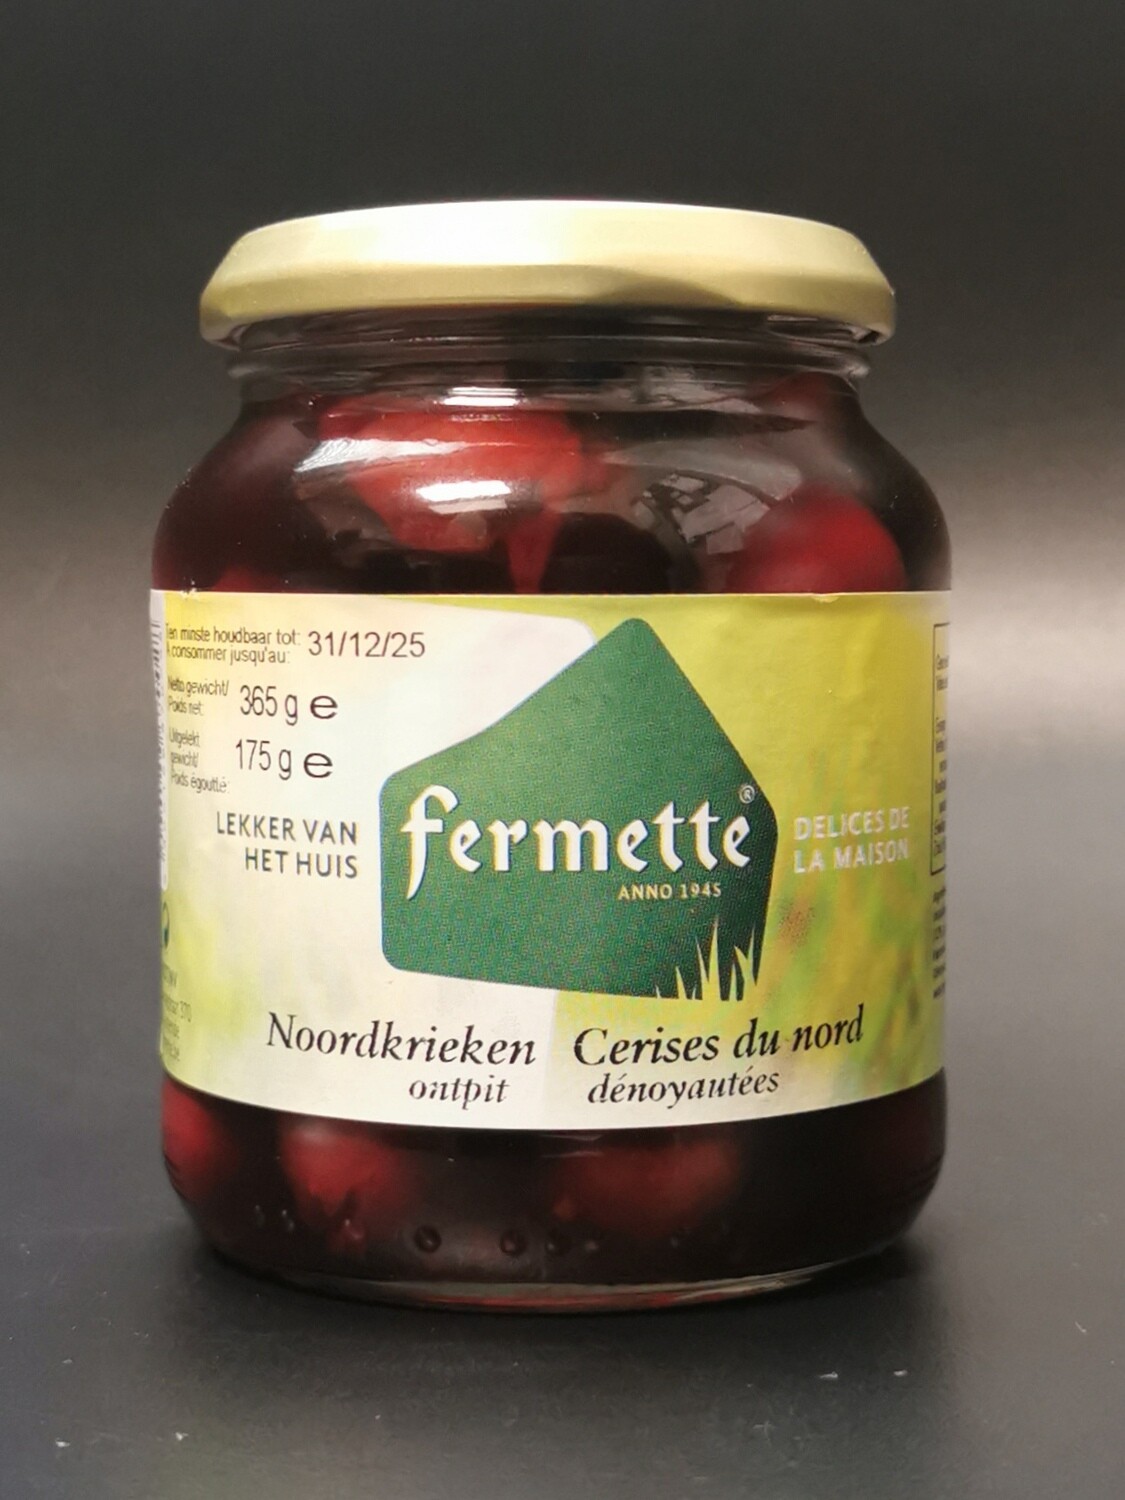 Ten minste houdbaar tot: 31/12/25
A consommer jusqu'au:
Netto gewicht/ 365 g e
Poids net:
Uitgelekt
gewicht/ 175 g e
Poids égoutté:
LEKKER VAN
HET HUIS
fermette®
ANNO 1945
DELICES DE
LA MAISON
Noordkrieken
ontpit
Cerises du nord
dénoyautées
370